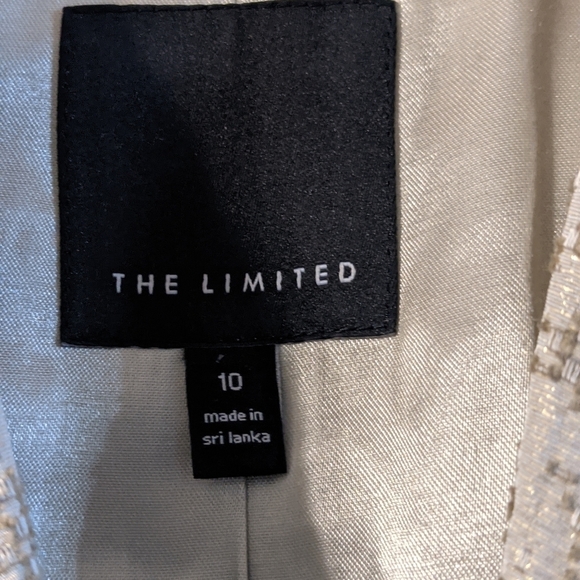 THE LIMITED
10
made in
sri lanka